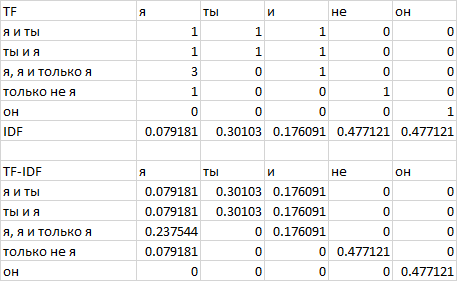 TF я ты и не он
я и ты 1 1 1 0 0
ты и я 1 1 1 0 0
я, я и только я 3 0 1 0 0
только не я 1 0 0 1 0
он 0 0 0 0 1
IDF 0.079181 0.30103 0.176091 0.477121 0.477121
TF-IDF я ты и не он
я и ты 0.079181 0.30103 0.176091 0 0
ты и я 0.079181 0.30103 0.176091 0 0
я, я и только я 0.237544 0 0.176091 0 0
только не я 0.079181 0 0 0.477121 0
он 0 0 0 0 0.477121